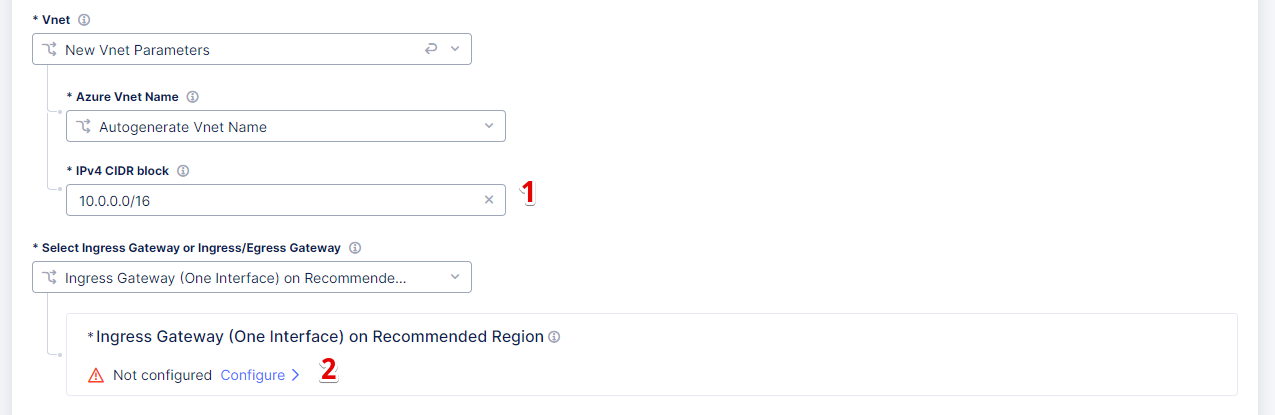 * Vnet
New Vnet Parameters
* Azure Vnet Name
Autogenerate Vnet Name
* IPv4 CIDR block
10.0.0.0/16
1
* Select Ingress Gateway or Ingress/Egress Gateway
Ingress Gateway (One Interface) on Recommende...
* Ingress Gateway (One Interface) on Recommended Region
Not configured Configure 2